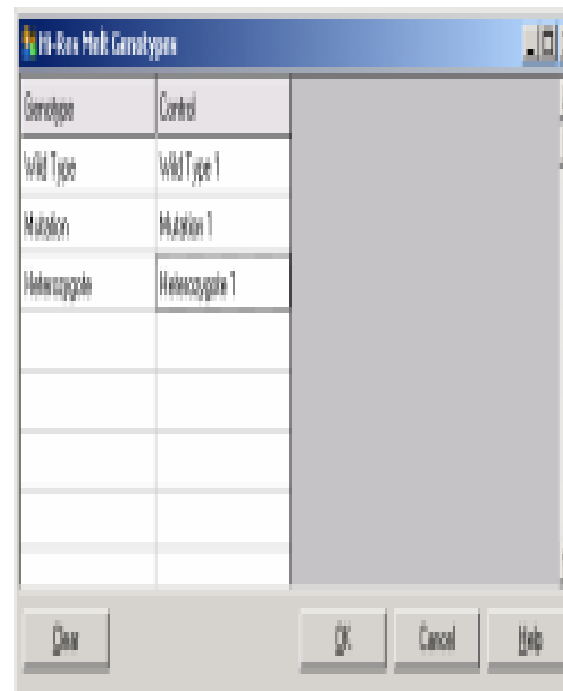 Hi-Res Melt Genotypes
Genotype Control
Wild Type Wild Type 1
Mutation Mutation 1
Heterozygote Heterozygote 1
Clear OK Cancel Help